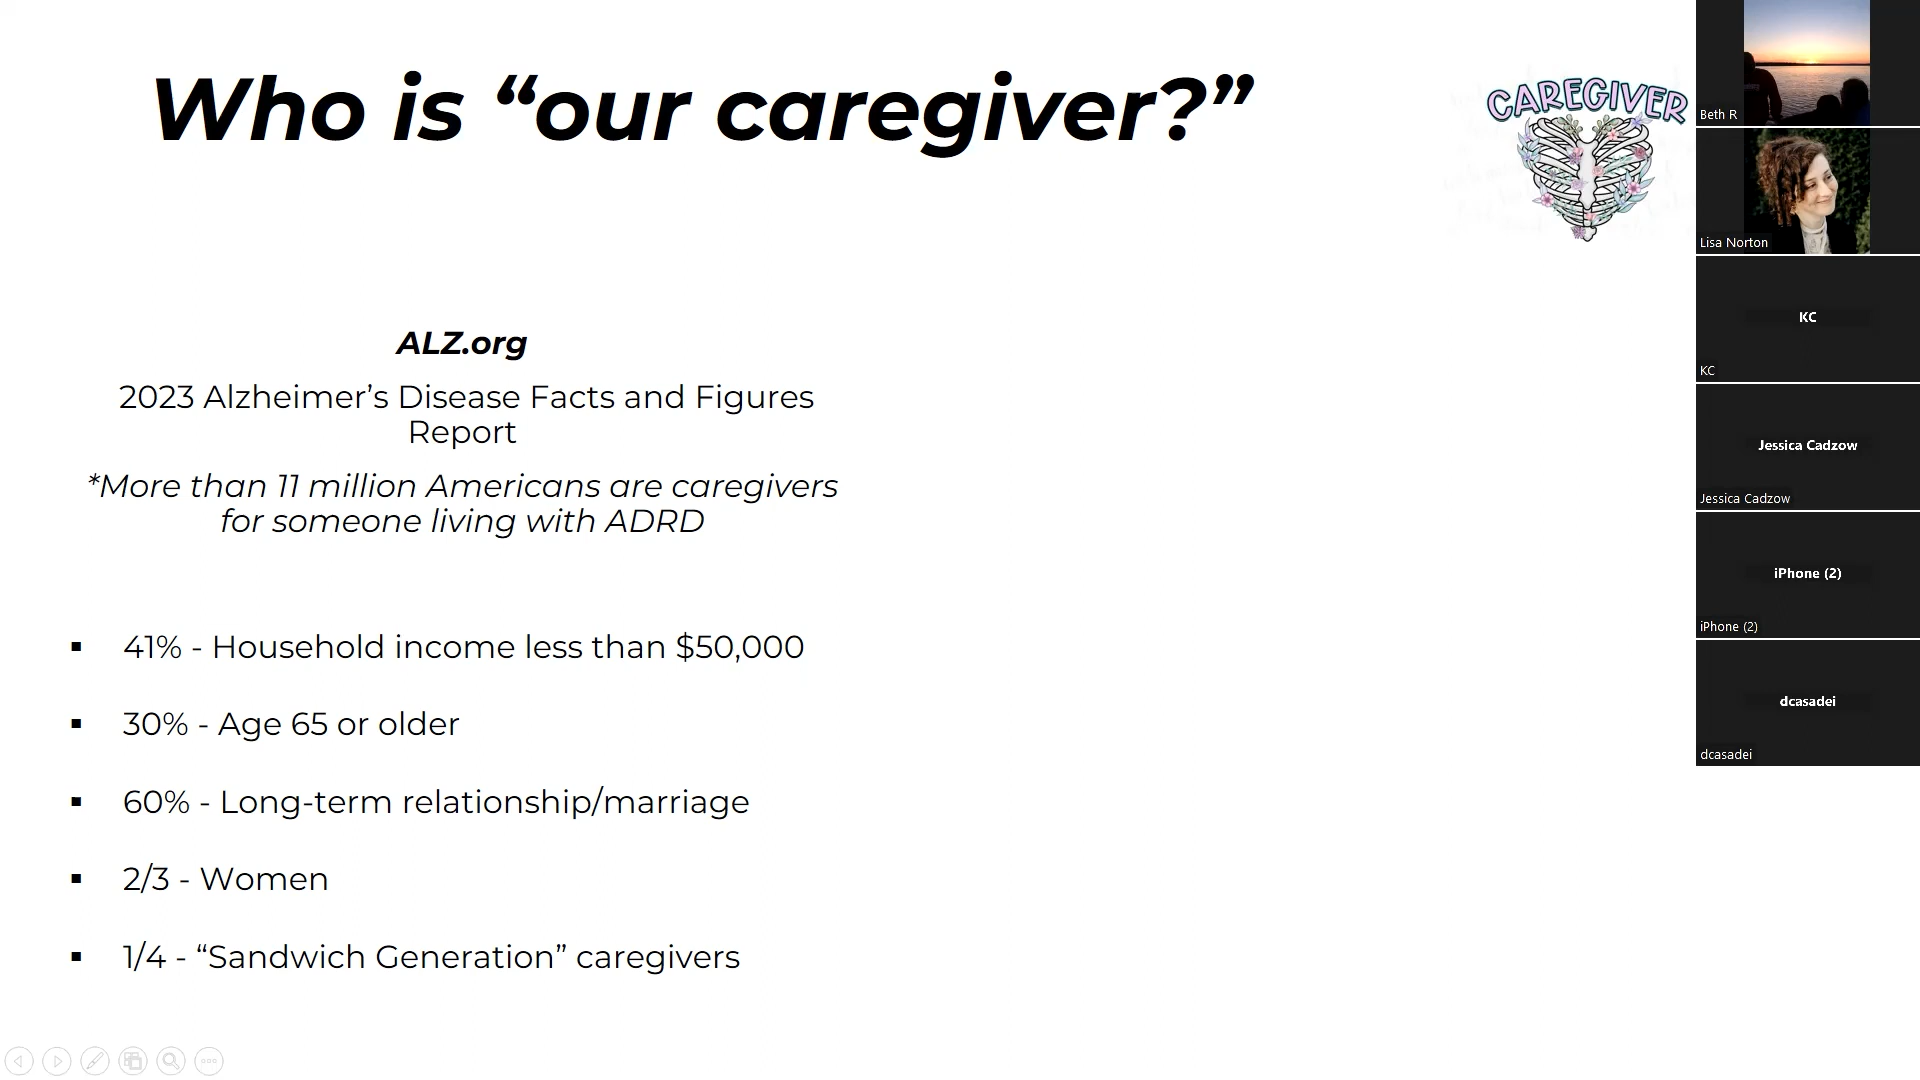 Who is “our caregiver?”
CAREGIVER
ALZ.org
2023 Alzheimer’s Disease Facts and Figures
Report
*More than 11 million Americans are caregivers
for someone living with ADRD
▪ 41% - Household income less than $50,000
▪ 30% - Age 65 or older
▪ 60% - Long-term relationship/marriage
▪ 2/3 - Women
▪ 1/4 - “Sandwich Generation” caregivers
Beth R
Lisa Norton
KC
KC
Jessica Cadzow
Jessica Cadzow
iPhone (2)
iPhone (2)
dcasadei
dcasadei